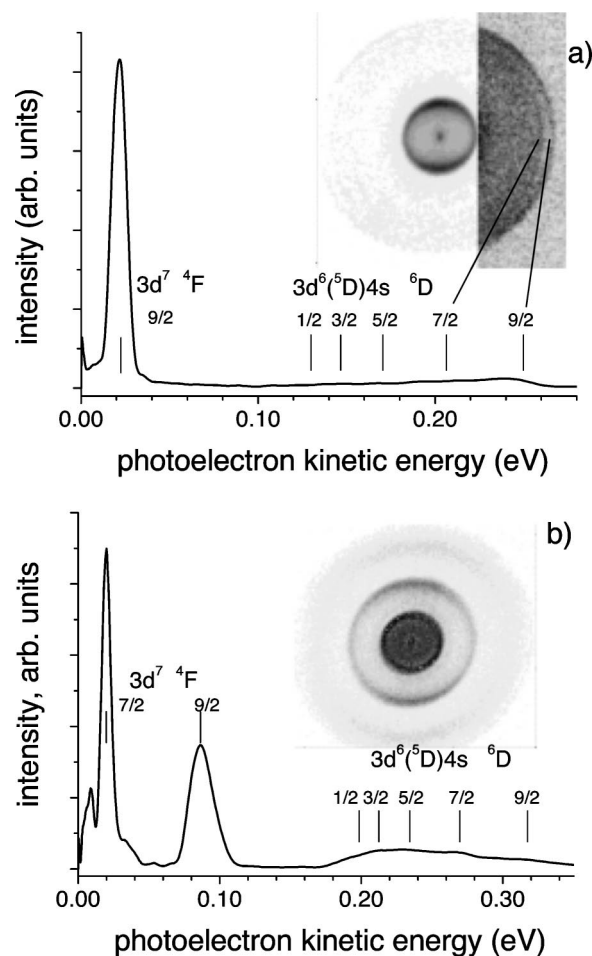 a)
intensity (arb. units)
3d⁷ ⁴F
9/2
3d⁶(⁵D)4s ⁶D
1/2 3/2 5/2 7/2 9/2
0.00 0.10 0.20
photoelectron kinetic energy (eV)
b)
intensity, arb. units
3d⁷ ⁴F
7/2 9/2
3d⁶(⁵D)4s ⁶D
1/2 3/2 5/2 7/2 9/2
0.00 0.10 0.20 0.30
photoelectron kinetic energy (eV)